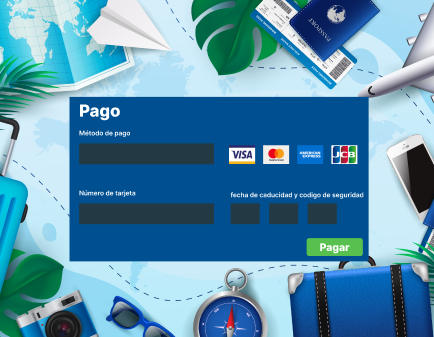 PASSPORT
Pago
Método de pago
VISA
MasterCard
AMERICAN
EXPRESS
JCB
Número de tarjeta
fecha de caducidad y codigo de seguridad
Pagar